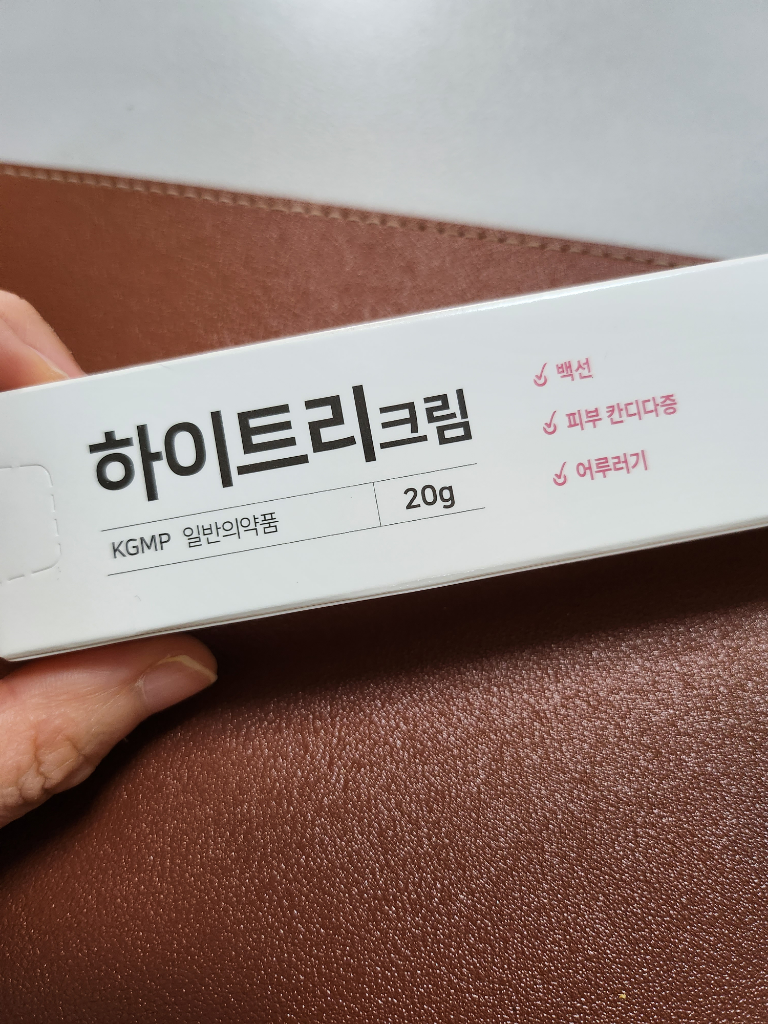 하이트리크림
KGMP 일반의약품
20g
백선
피부 칸디다증
어루러기